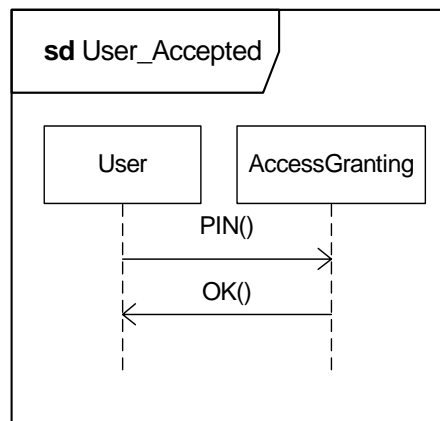 sd User_Accepted
User
AccessGranting
PIN()
OK()